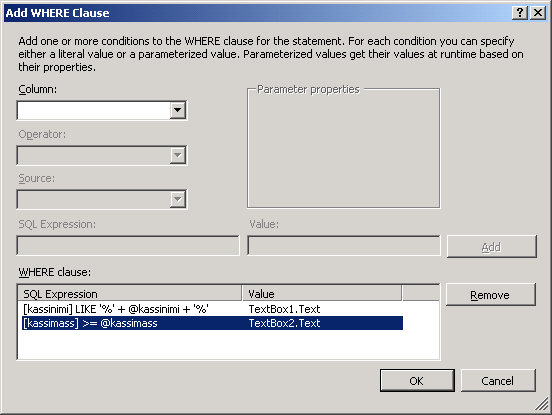 Add WHERE Clause
Add one or more conditions to the WHERE clause for the statement. For each condition you can specify
either a literal value or a parameterized value. Parameterized values get their values at runtime based on
their properties.
Column:
Parameter properties
Operator:
Source:
SQL Expression:
Value:
Add
WHERE clause:
SQL Expression Value
[kassinimi] LIKE '%' + @kassinimi + '%' TextBox1.Text
[kassimass] >= @kassimass TextBox2.Text
Remove
OK
Cancel